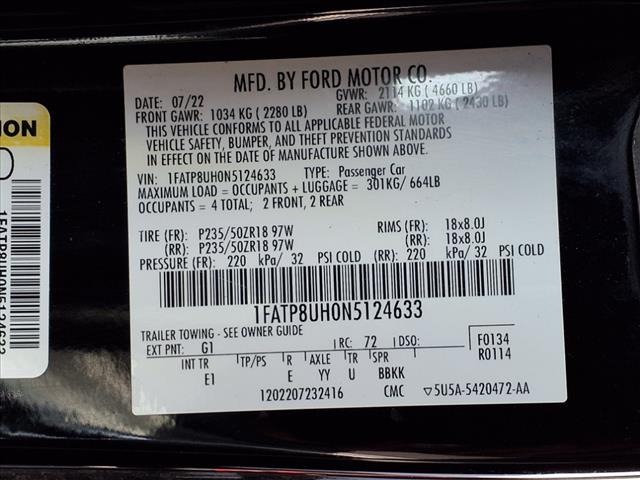 MFD. BY FORD MOTOR CO.
DATE: 07/22 GVWR: 2114 KG ( 4660 LB)
FRONT GAWR: 1034 KG ( 2280 LB) REAR GAWR: 1102 KG ( 2430 LB)
THIS VEHICLE CONFORMS TO ALL APPLICABLE FEDERAL MOTOR
VEHICLE SAFETY, BUMPER, AND THEFT PREVENTION STANDARDS
IN EFFECT ON THE DATE OF MANUFACTURE SHOWN ABOVE.
VIN: 1FATP8UH0N5124633 TYPE: Passenger Car
MAXIMUM LOAD = OCCUPANTS + LUGGAGE = 301KG/ 664LB
OCCUPANTS = 4 TOTAL; 2 FRONT, 2 REAR
TIRE (FR): P235/50ZR18 97W RIMS (FR): 18x8.0J
(RR): P235/50ZR18 97W (RR): 18x8.0J
PRESSURE (FR): 220 kPa/ 32 PSI COLD (RR): 220 kPa/ 32 PSI COLD
1FATP8UH0N5124633
TRAILER TOWING - SEE OWNER GUIDE
EXT PNT: G1 RC: 72 DSO: F0134
R0114
INT TR TP/PS R AXLE TR SPR
E1 E YY U BBKK
1202207232416 CMC ▽5U5A-5420472-AA
ION
1FATP8UH0N5124633